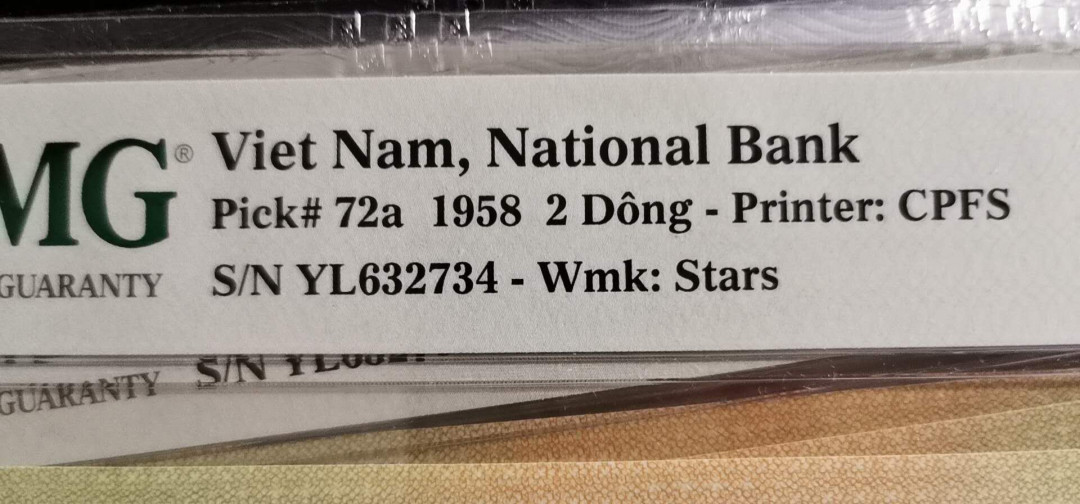 MG® Viet Nam, National Bank
Pick# 72a 1958 2 Dông - Printer: CPFS
GUARANTY S/N YL632734 - Wmk: Stars
GUARANTY S/N